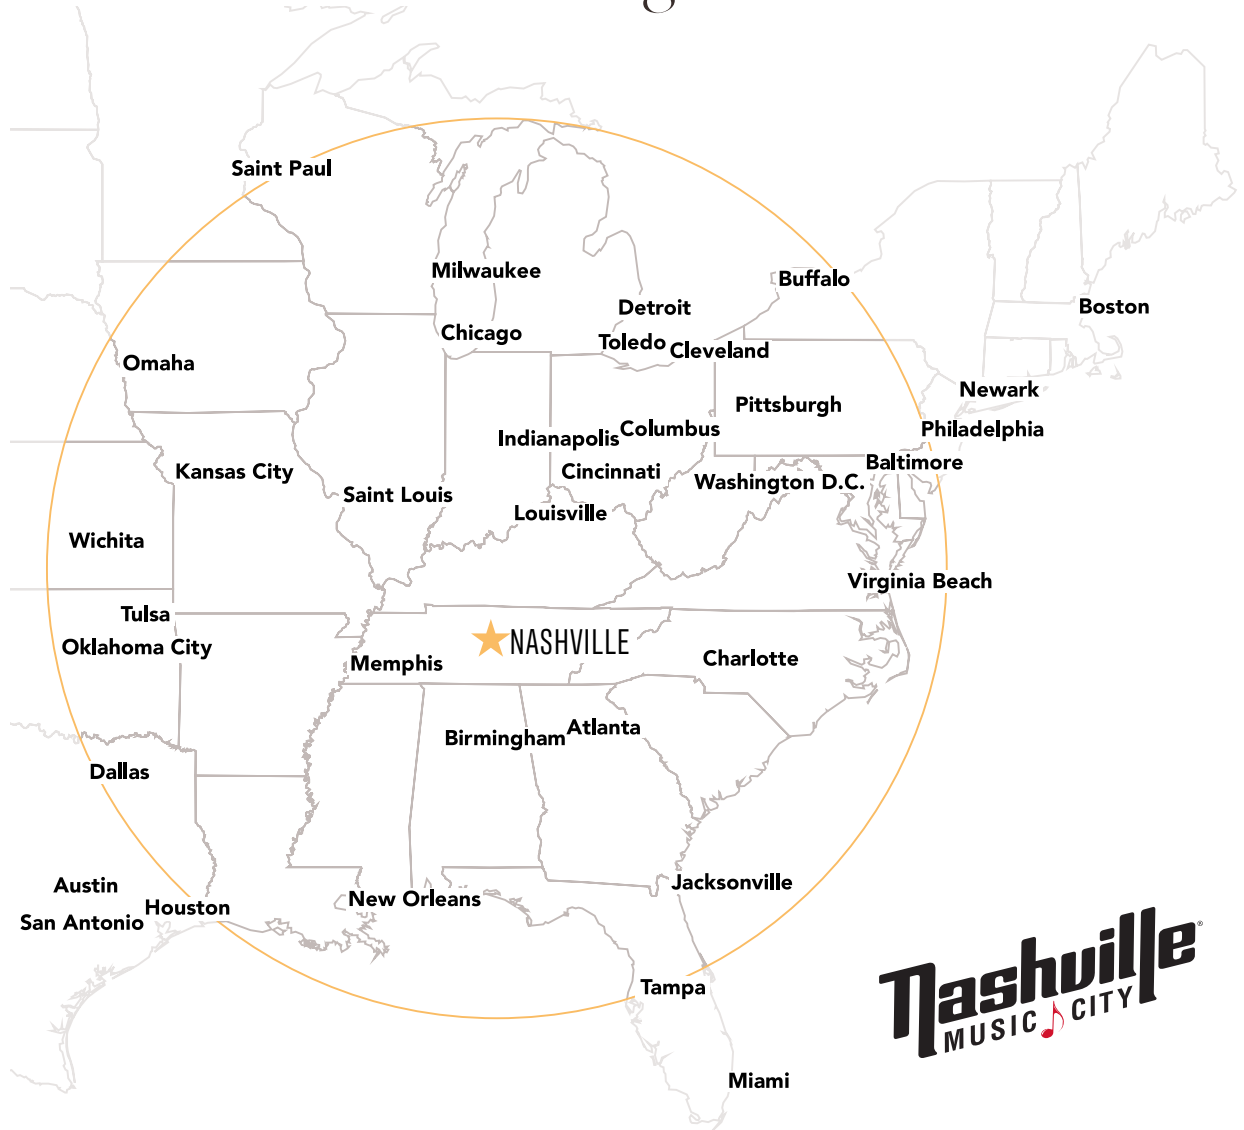 Saint Paul
Milwaukee
Buffalo
Detroit
Boston
Chicago
Toledo
Cleveland
Omaha
Newark
Pittsburgh
Indianapolis
Columbus
Philadelphia
Kansas City
Cincinnati
Baltimore
Saint Louis
Washington D.C.
Louisville
Wichita
Virginia Beach
Tulsa
Oklahoma City
NASHVILLE
Memphis
Charlotte
Birmingham
Atlanta
Dallas
Austin
Jacksonville
New Orleans
Houston
San Antonio
Tampa
Miami
Nashville®
MUSIC CITY